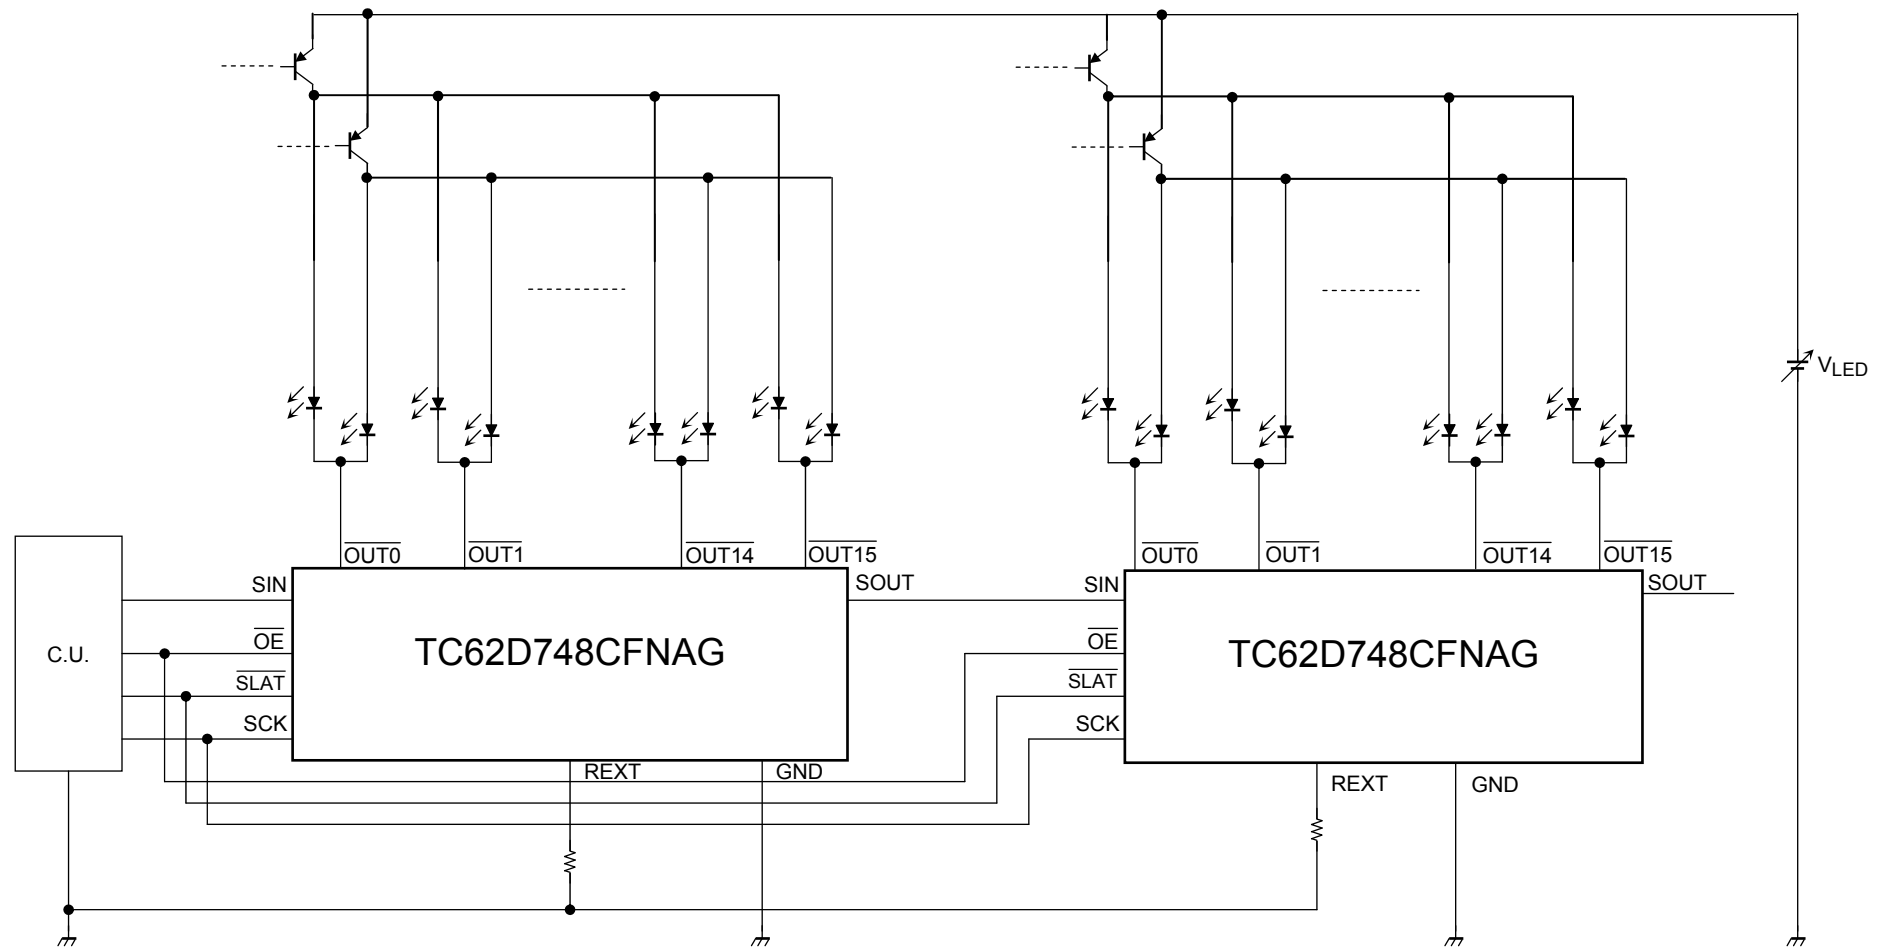 VLED
OUT0
OUT1
OUT14
OUT15
OUT0
OUT1
OUT14
OUT15
SIN
SOUT
SIN
SOUT
C.U.
OE
TC62D748CFNAG
OE
TC62D748CFNAG
SLAT
SLAT
SCK
SCK
REXT
GND
REXT
GND